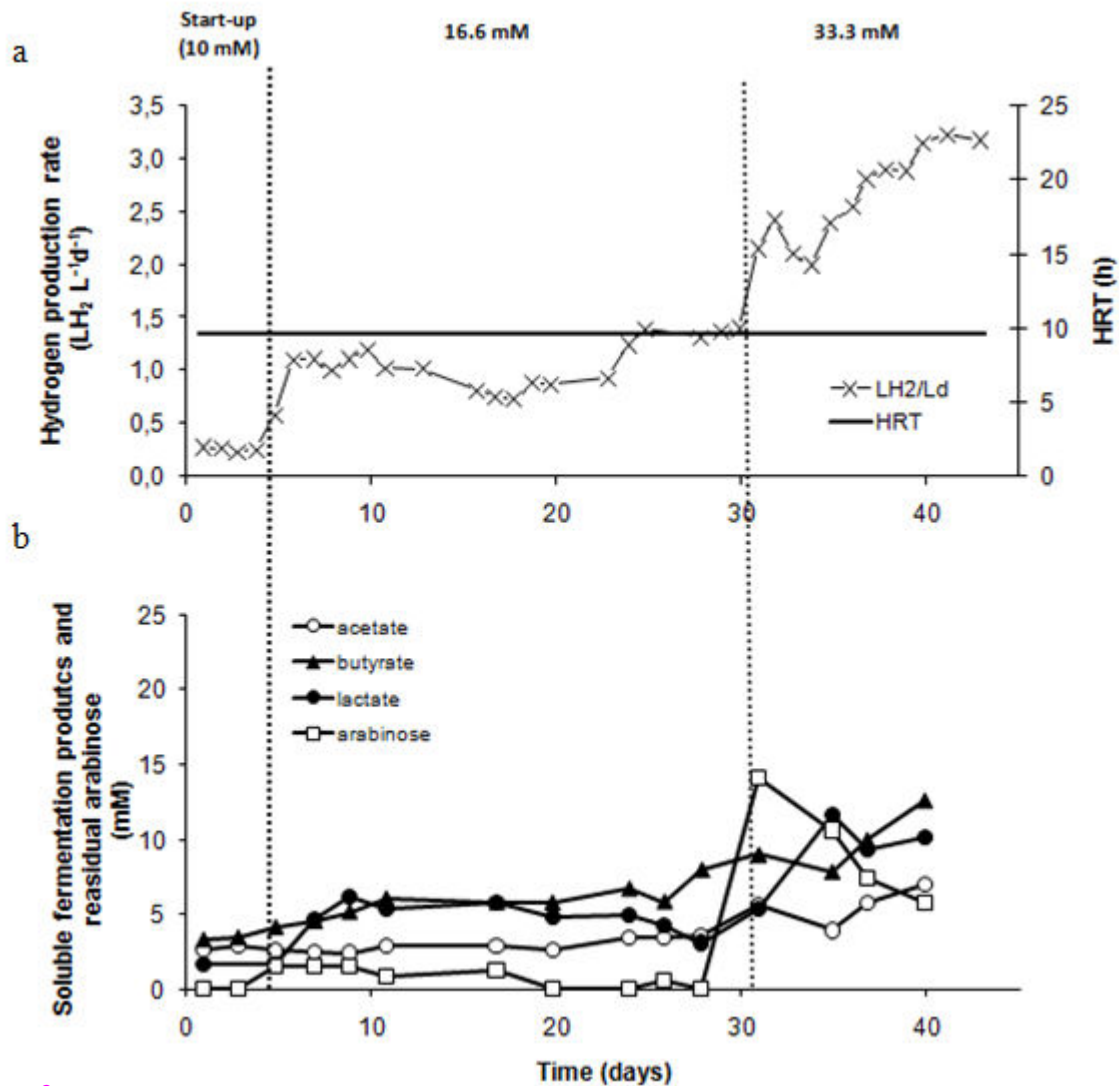 Start-up
(10 mM)
16.6 mM
33.3 mM
a
Hydrogen production rate
(LH₂ L⁻¹d⁻¹)
3,5
3,0
2,5
2,0
1,5
1,0
0,5
0,0
25
20
15
10
5
0
HRT (h)
LH2/Ld
HRT
0
10
20
30
40
b
Soluble fermentation produtcs and
reasidual arabinose
(mM)
25
20
15
10
5
0
acetate
butyrate
lactate
arabinose
0
10
20
30
40
Time (days)